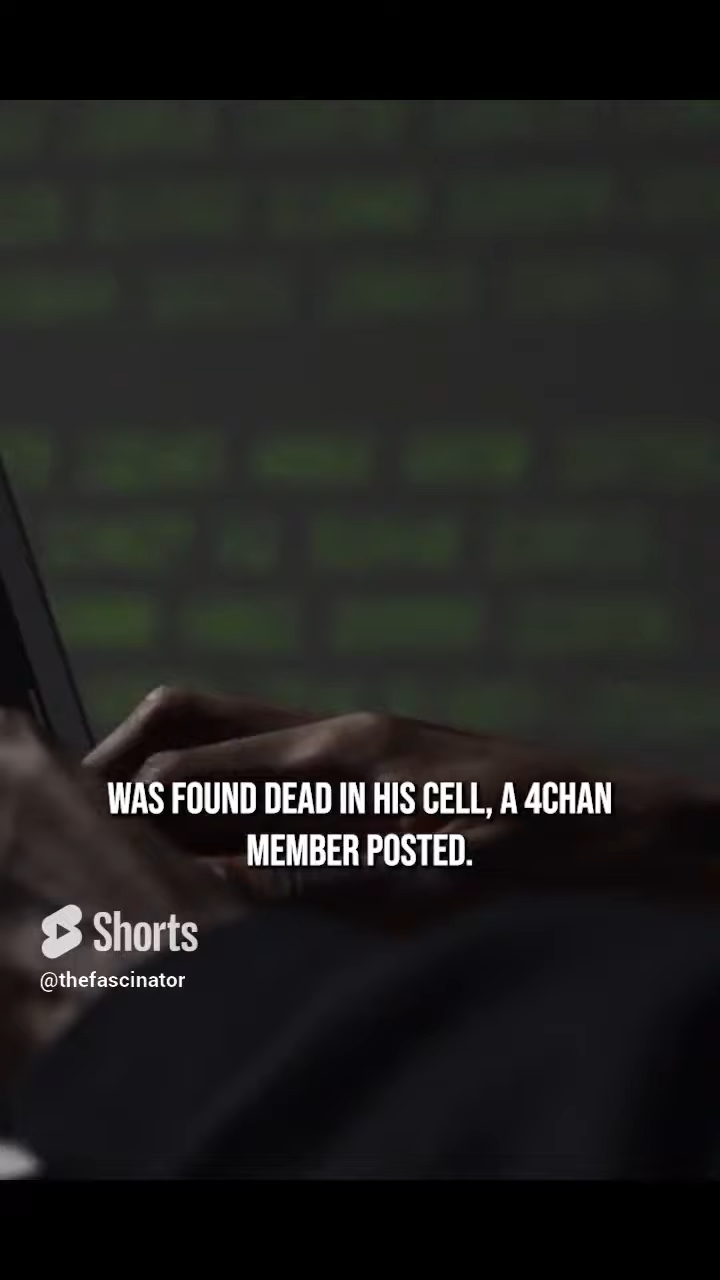 WAS FOUND DEAD IN HIS CELL, A 4CHAN
MEMBER POSTED.
Shorts
@thefascinator